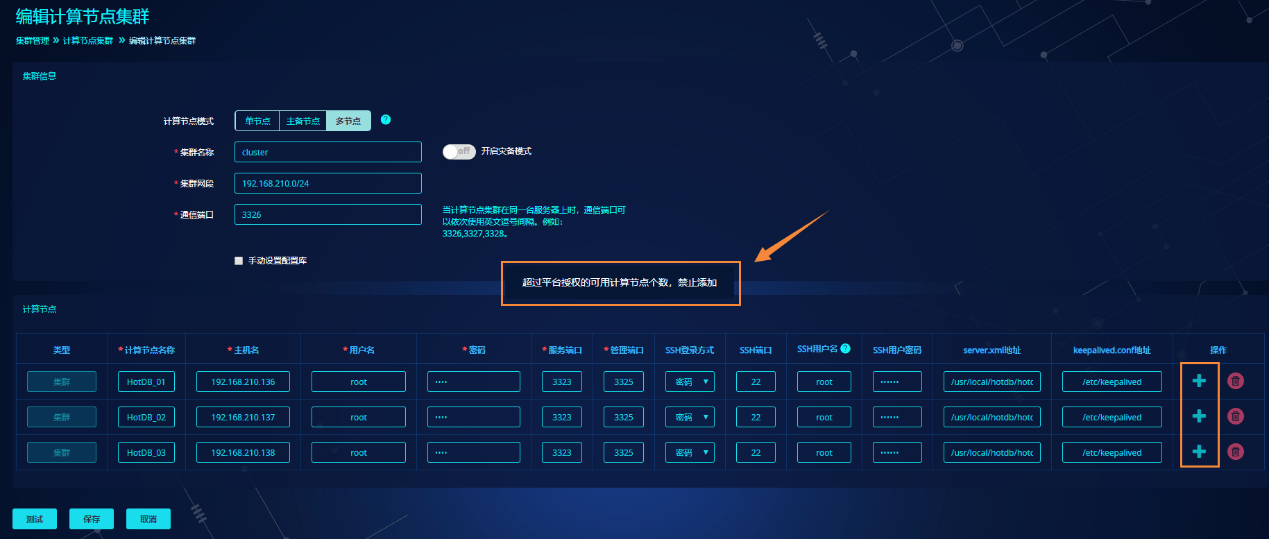 编辑计算节点集群
集群管理 » 计算节点集群 » 编辑计算节点集群
集群信息
计算节点模式 单节点 主备节点 多节点 ?
* 集群名称 cluster off 开启灾备模式
* 集群网段 192.168.210.0/24
* 通信端口 3326 当计算节点集群在同一台服务器上时，通信端口可
以依次使用英文逗号间隔。例如:
3326,3327,3328。
手动设置配置库
超过平台授权的可用计算节点个数，禁止添加
计算节点
类型 * 计算节点名称 * 主机名 * 用户名 * 密码 * 服务端口 * 管理端口 SSH登录方式 SSH端口 SSH用户名 ? SSH用户密码 server.xml地址 keepalived.conf地址 操作
集群 HotDB_01 192.168.210.136 root •••• 3323 3325 密码 22 root •••••• /usr/local/hotdb/hotc /etc/keepalived
集群 HotDB_02 192.168.210.137 root •••• 3323 3325 密码 22 root •••••• /usr/local/hotdb/hotc /etc/keepalived
集群 HotDB_03 192.168.210.138 root •••• 3323 3325 密码 22 root •••••• /usr/local/hotdb/hotc /etc/keepalived
测试 保存 取消